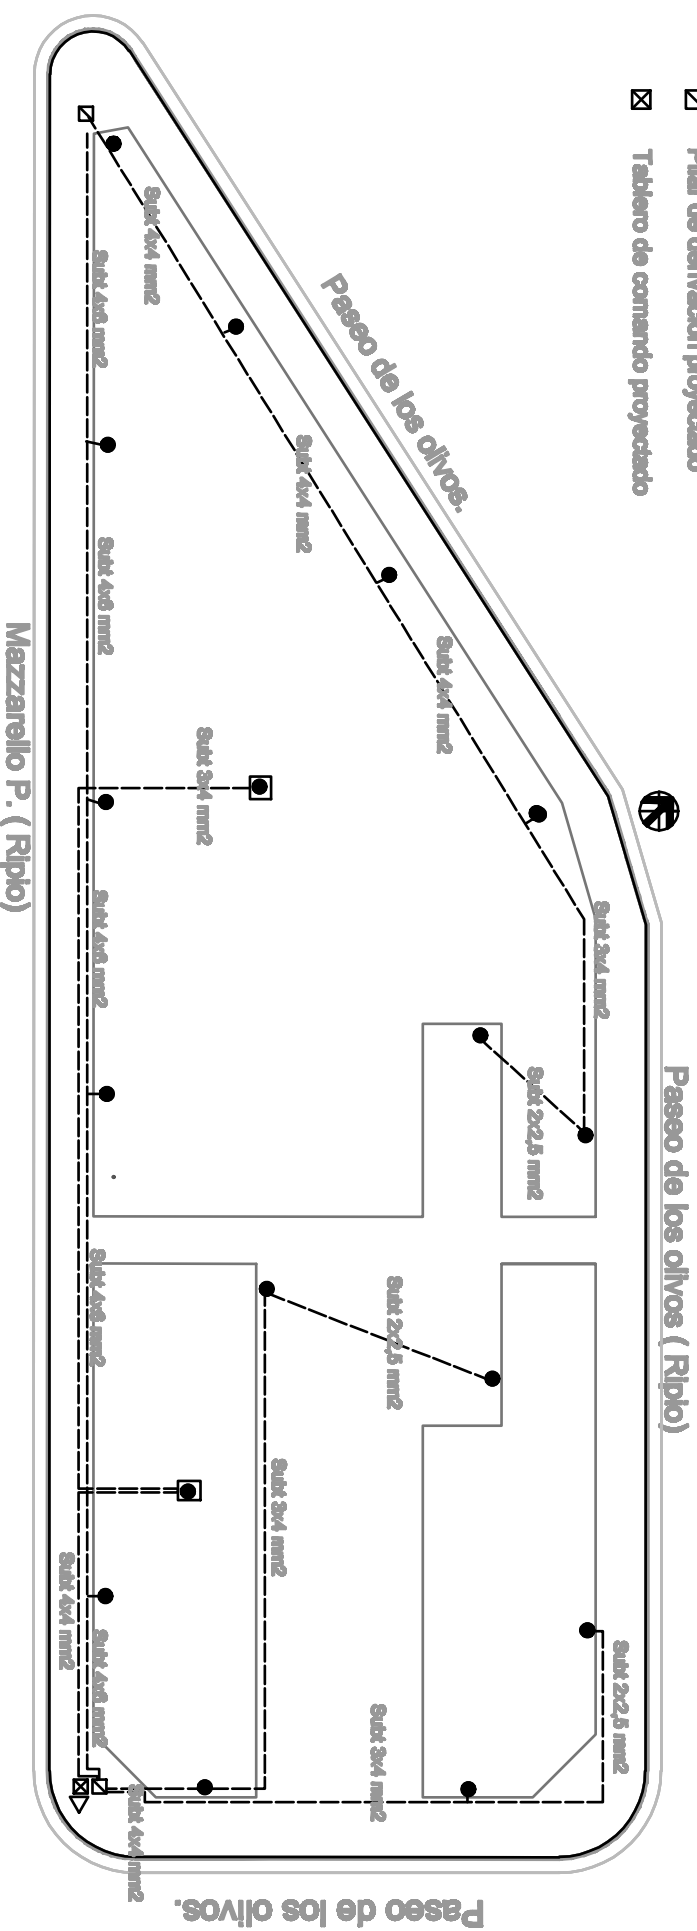 Tablero de comando proyectado
Paseo de los olivos.
Subt 4x4 mm2
Subt 4x6 mm2
Subt 4x4 mm2
Subt 4x6 mm2
Mazzarello P. ( Ripio)
Subt 4x4 mm2
Subt 3x4 mm2
Subt 4x6 mm2
Subt 3x4 mm2
Paseo de los olivos ( Ripio)
Subt 2x2,5 mm2
Subt 4x6 mm2
Subt 2x2,5 mm2
Subt 3x4 mm2
Subt 4x4 mm2
Subt 4x6 mm2
Subt 2x2,5 mm2
Subt 3x4 mm2
Subt 4x4 mm2
Paseo de los olivos.